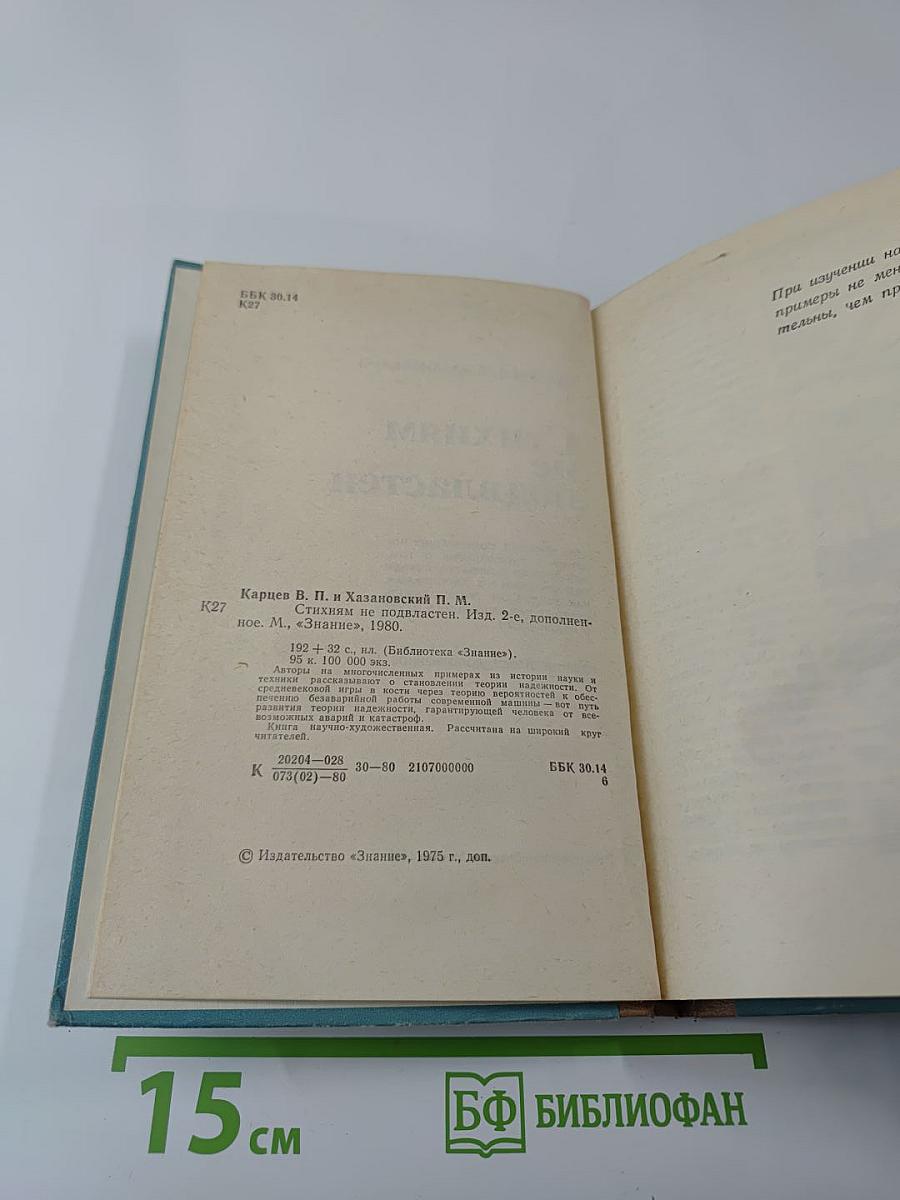 ББК 30.14
К27
Карцев В. П. и Хазановский П. М.
К27 Стихиям не подвластен. Изд. 2-е, дополнен-
ное. М., «Знание», 1980.
192 + 32 с., ил. (Библиотека «Знание»).
95 к. 100 000 экз.
Авторы на многочисленных примерах из истории науки и
техники рассказывают о становлении теории надежности. От
средневековой игры в кости через теорию вероятностей к обес-
печению безаварийной работы современной машины — вот путь
развития теории надежности, гарантирующей человека от все-
возможных аварий и катастроф.
Книга научно-художественная. Рассчитана на широкий круг
читателей.
К 20204—028
073(02)—80 30—80 2107000000 ББК 30.14
6
© Издательство «Знание», 1975 г., доп.
При изучении
примеры не
тельны, чем
15 см
БФ БИБЛИОФАН